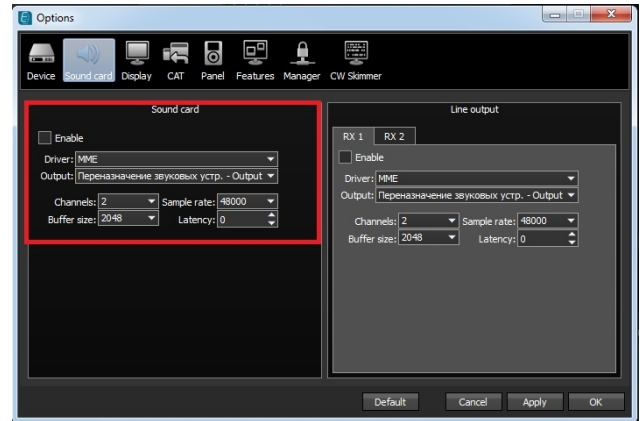 Options
Device Sound card Display CAT Panel Features Manager CW Skimmer
Sound card
Enable
Driver: MME
Output: Переназначение звуковых устр. - Output
Channels: 2 Sample rate: 48000
Buffer size: 2048 Latency: 0
Line output
RX 1 RX 2
Enable
Driver: MME
Output: Переназначение звуковых устр. - Output
Channels: 2 Sample rate: 48000
Buffer size: 2048 Latency: 0
Default Cancel Apply OK